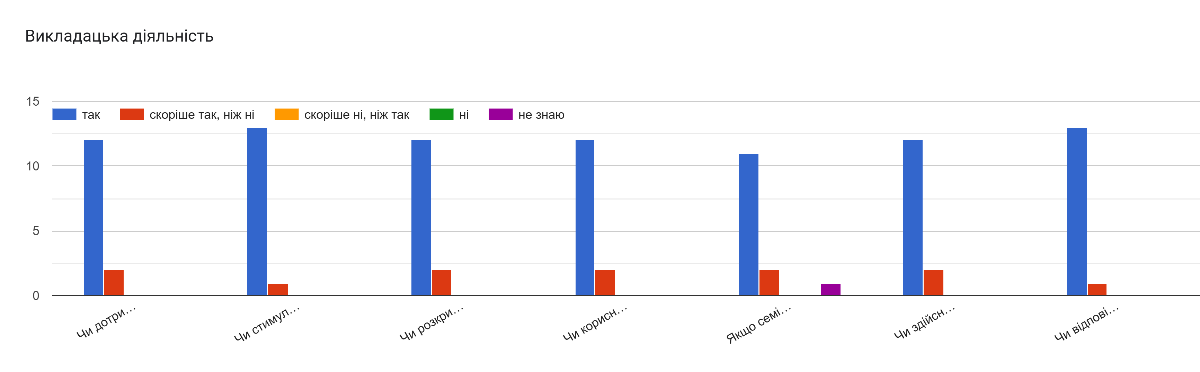 Викладацька діяльність
15
так скоріше так, ніж ні скоріше ні, ніж так ні не знаю
10
5
0
Чи дотри… Чи стимул… Чи розкри… Чи корисн… Якщо семі… Чи здійсн… Чи відпові…